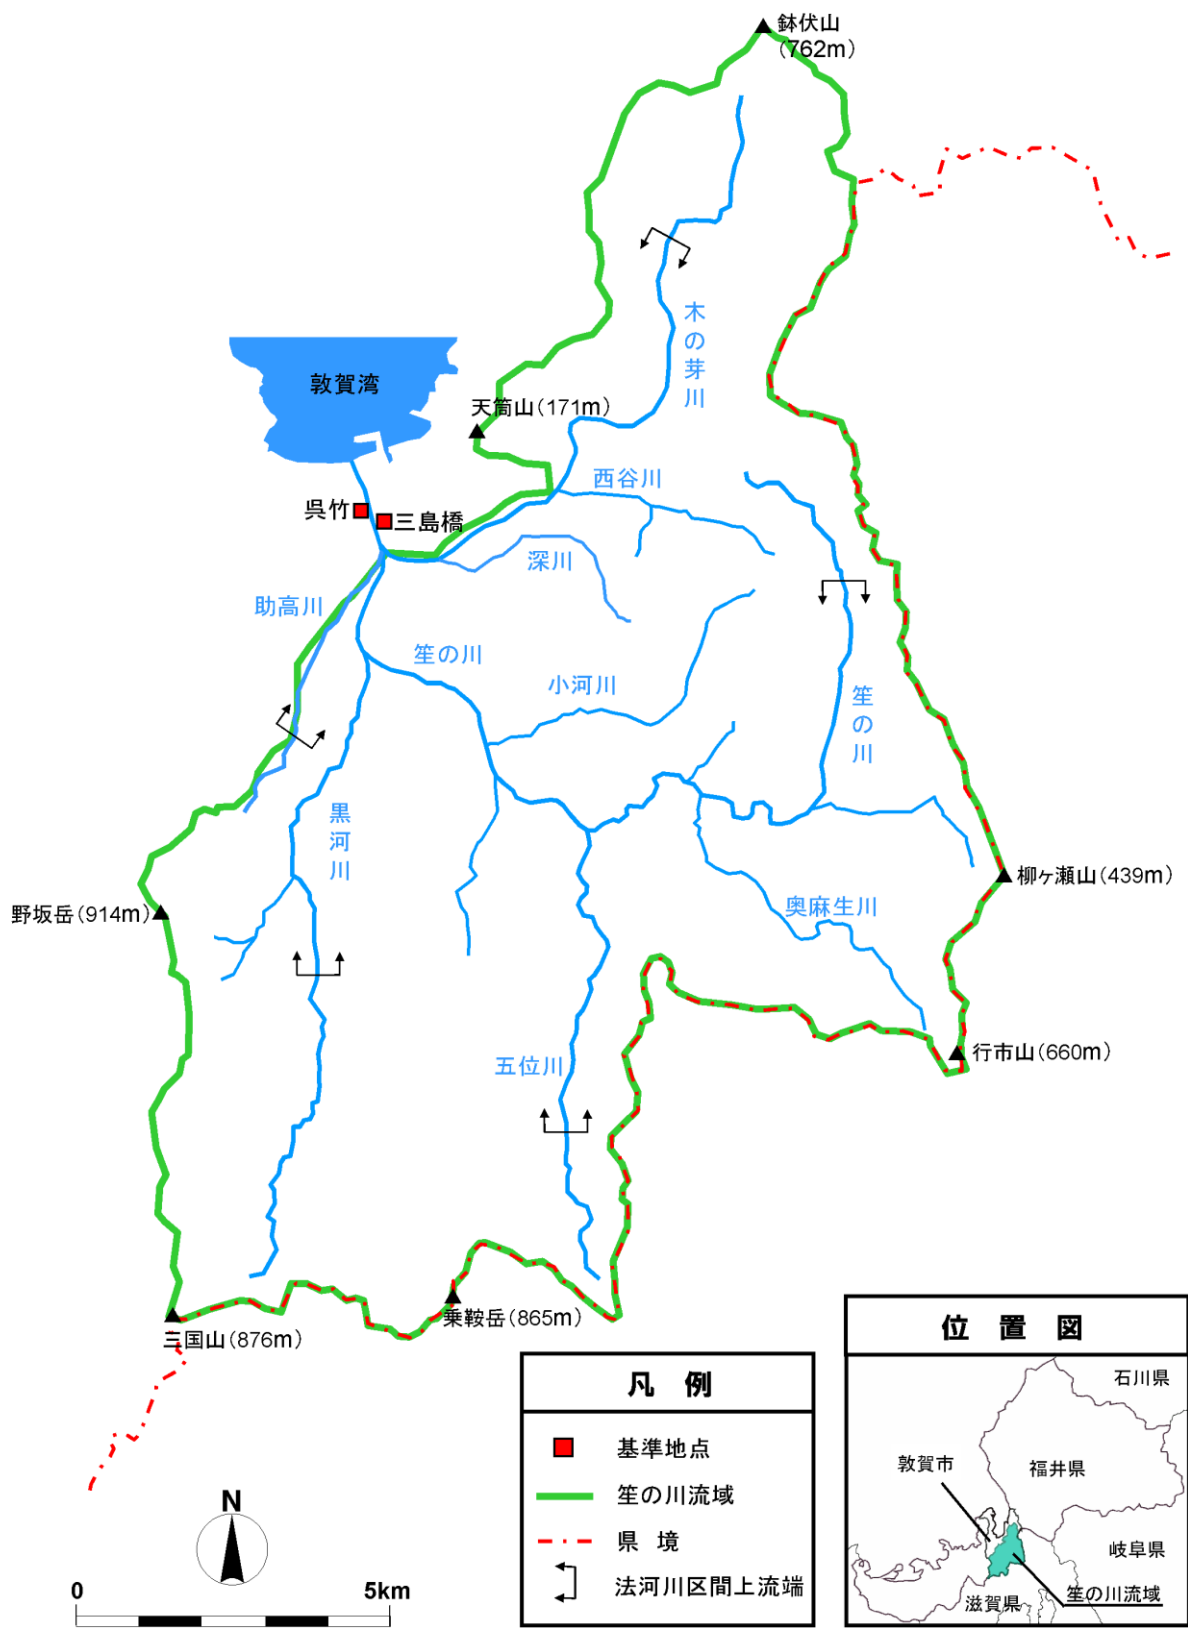 鉢伏山
(762m)
木の芽川
敦賀湾
天筒山(171m)
西谷川
呉竹
三島橋
深川
助高川
笙の川
小河川
笙の川
黒河川
柳ヶ瀬山(439m)
野坂岳(914m)
奥麻生川
行市山(660m)
五位川
乗鞍岳(865m)
三国山(876m)
凡 例
基準地点
笙の川流域
県 境
法河川区間上流端
位 置 図
石川県
敦賀市
福井県
岐阜県
笙の川流域
滋賀県
N
0 5km